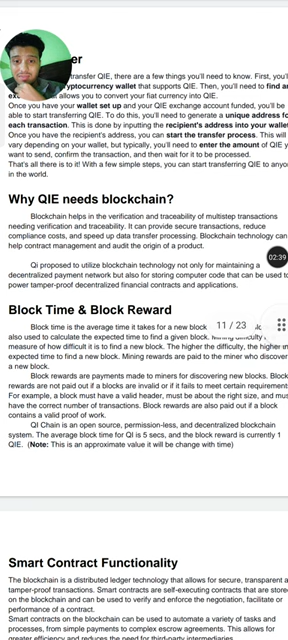 er
transfer QIE, there are a few things you'll need to know. First, you'll
ryptocurrency wallet that supports QIE. Then, you'll need to find an
allows you to convert your fiat currency into QIE.
Once you have your wallet set up and your QIE exchange account funded, you'll be
able to start transferring QIE. To do this, you'll need to generate a unique address fo
each transaction. This is done by inputting the recipient's address into your wallet
Once you have the recipient's address, you can start the transfer process. This will
vary depending on your wallet, but typically, you'll need to enter the amount of QIE y
want to send, confirm the transaction, and then wait for it to be processed.
That's all there is to it! With a few simple steps, you can start transferring QIE to anyon
in the world.
Why QIE needs blockchain?
Blockchain helps in the verification and traceability of multistep transactions
needing verification and traceability. It can provide secure transactions, reduce
compliance costs, and speed up data transfer processing. Blockchain technology can
help contract management and audit the origin of a product.
02:39
Qi proposed to utilize blockchain technology not only for maintaining a
decentralized payment network but also for storing computer code that can be used to
power tamper-proof decentralized financial contracts and applications.
Block Time & Block Reward
Block time is the average time it takes for a new block
11 / 23
also used to calculate the expected time to find a given block. Mining difficulty
measure of how difficult it is to find a new block. The higher the difficulty, the higher
expected time to find a new block. Mining rewards are paid to the miner who discover
a new block.
Block rewards are payments made to miners for discovering new blocks. Block
rewards are not paid out if a blocks are invalid or if it fails to meet certain requirement
For example, a block must have a valid header, must be about the right size, and mus
have the correct number of transactions. Block rewards are also paid out if a block
contains a valid proof of work.
QI Chain is an open source, permission-less, and decentralized blockchain
system. The average block time for QI is 5 secs, and the block reward is currently 1
QIE. (Note: This is an approximate value it will be change with time)
Smart Contract Functionality
The blockchain is a distributed ledger technology that allows for secure, transparent a
tamper-proof transactions. Smart contracts are self-executing contracts that are store
on the blockchain and can be used to verify and enforce the negotiation, facilitate or
performance of a contract.
Smart contracts on the blockchain can be used to automate a variety of tasks and
processes, from simple payments to complex escrow agreements. This allows for
greater efficiency and reduces the need for third-party intermediaries.